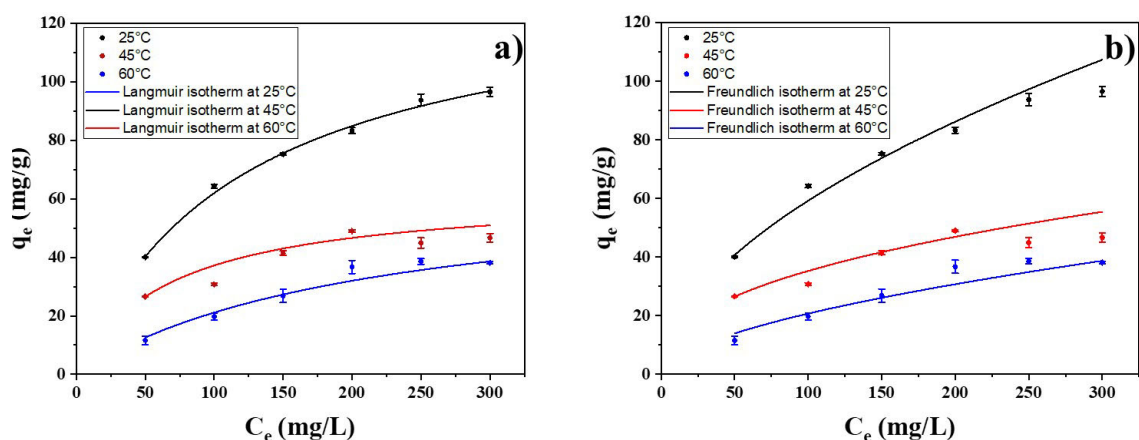 a)
25°C
45°C
60°C
Langmuir isotherm at 25°C
Langmuir isotherm at 45°C
Langmuir isotherm at 60°C
120
100
80
60
40
20
0
qe (mg/g)
0 50 100 150 200 250 300
Ce (mg/L)
b)
25°C
45°C
60°C
Freundlich isotherm at 25°C
Freundlich isotherm at 45°C
Freundlich isotherm at 60°C
120
100
80
60
40
20
0
qe (mg/g)
0 50 100 150 200 250 300
Ce (mg/L)